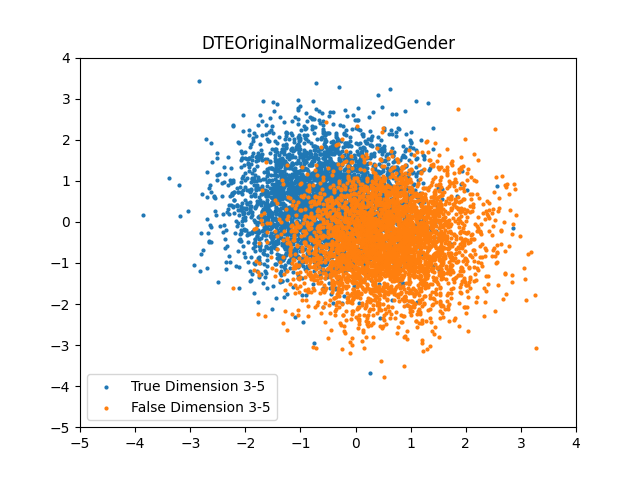 DTEOriginalNormalizedGender
4
3
2
1
0
−1
−2
−3
−4
−5
True Dimension 3-5
False Dimension 3-5
−5 −4 −3 −2 −1 0 1 2 3 4